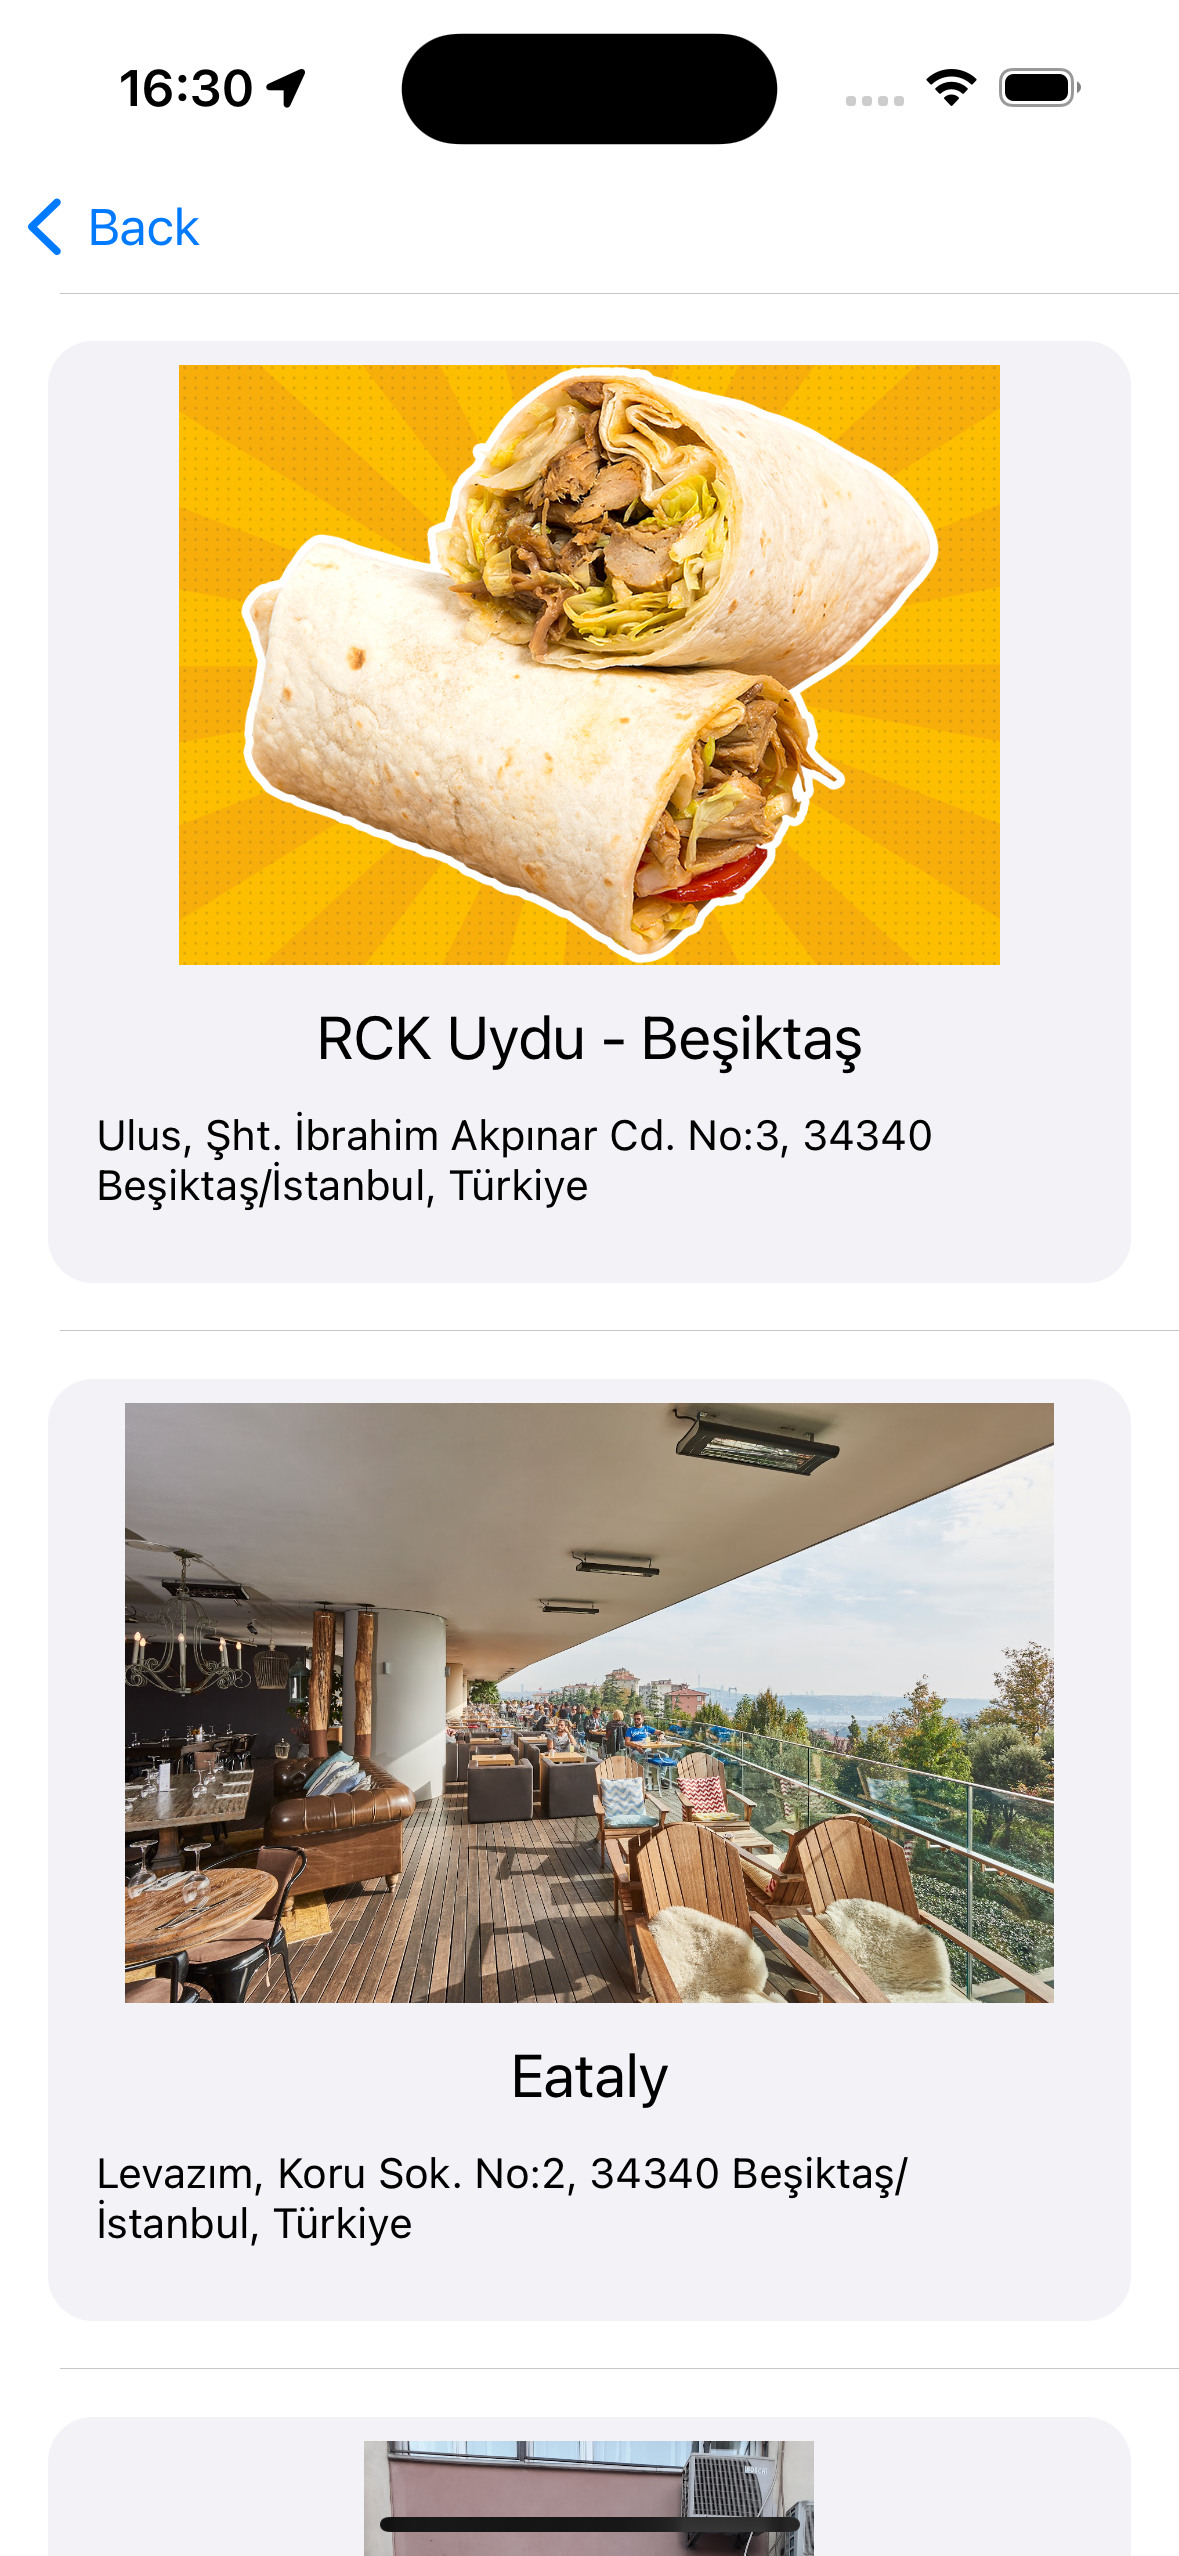 16:30
Back
RCK Uydu - Beşiktaş
Ulus, Şht. İbrahim Akpınar Cd. No:3, 34340
Beşiktaş/İstanbul, Türkiye
Eataly
Levazım, Koru Sok. No:2, 34340 Beşiktaş/
İstanbul, Türkiye
BOSCH